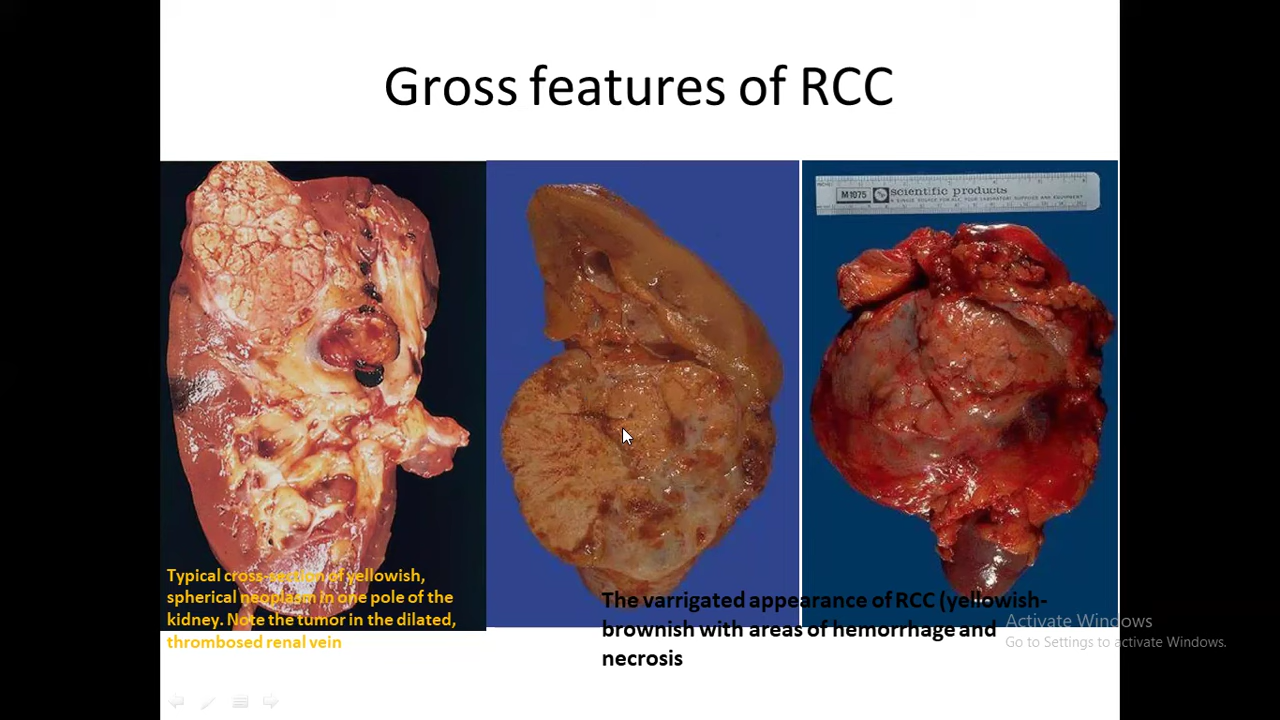 Gross features of RCC
M1075 scientific products
Typical cross-section of yellowish,
spherical neoplasm in one pole of the
kidney. Note the tumor in the dilated,
thrombosed renal vein
The varrigated appearance of RCC (yellowish-
brownish with areas of hemorrhage and
necrosis
Activate Windows
Go to Settings to activate Windows.